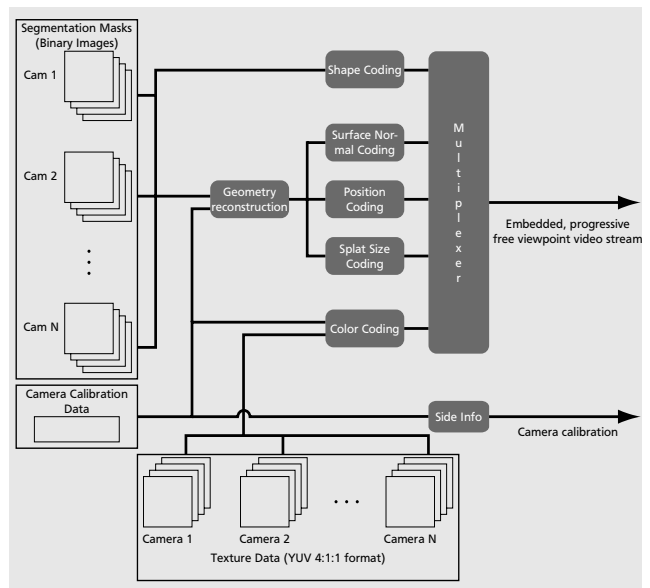 Segmentation Masks
(Binary Images)
Cam 1
Cam 2
Cam N
Shape Coding
Surface Nor-
mal Coding
Geometry
reconstruction
Position
Coding
Splat Size
Coding
Color Coding
Multiplexer
Embedded, progressive
free viewpoint video stream
Camera Calibration
Data
Side Info
Camera calibration
Camera 1
Camera 2
Camera N
Texture Data (YUV 4:1:1 format)